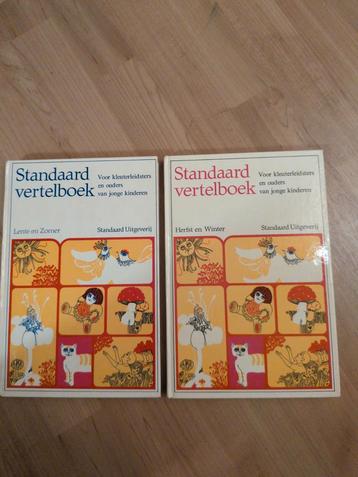 Standaard
vertelboek
Voor kleuterleidsters
en ouders
van jonge kinderen
Lente en Zomer
Standaard Uitgeverij
Standaard
vertelboek
Voor kleuterleidsters
en ouders
van jonge kinderen
Herfst en Winter
Standaard Uitgeverij